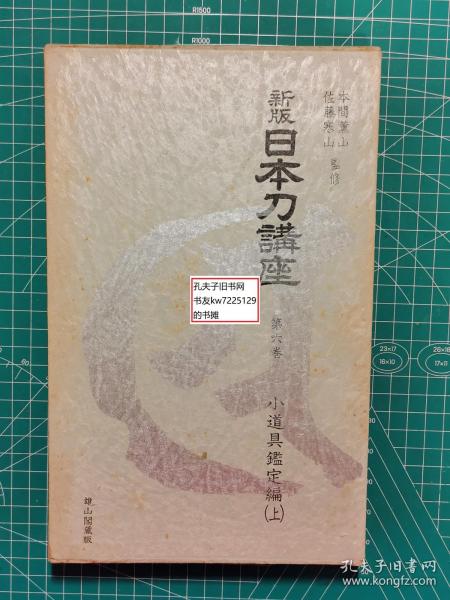 本間薫山
佐藤寒山
監修
新版
日本刀講座
第六巻
小道具鑑定編(上)
雄山閣蔵版
孔夫子旧书网
书友kw7225129
的书摊
R1050
R1000
23×17
16×10
26×16
17×11
孔夫子旧书网
www.kongfz.com